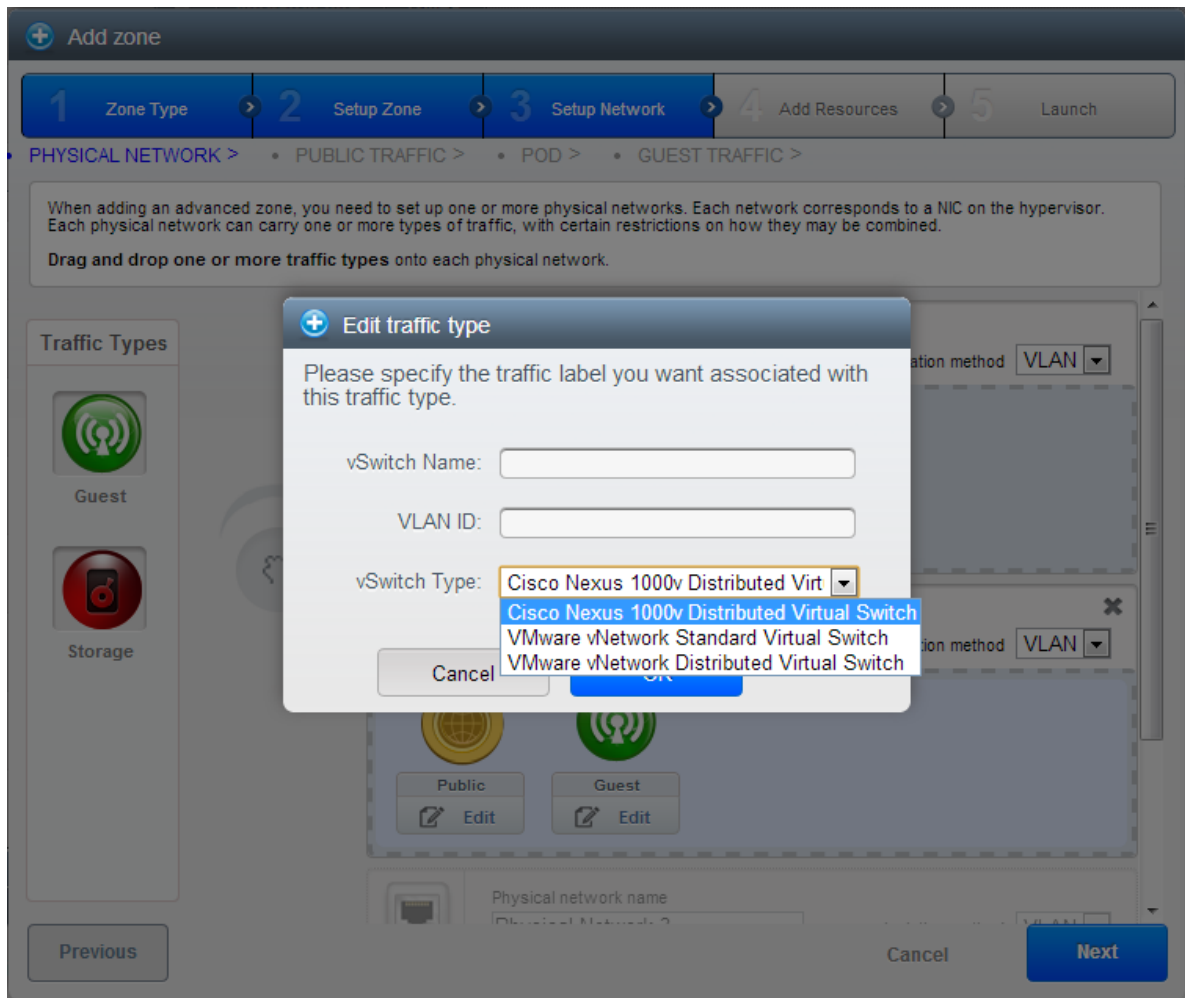 Add zone
1 Zone Type > 2 Setup Zone > 3 Setup Network > 4 Add Resources > 5 Launch
• PHYSICAL NETWORK > • PUBLIC TRAFFIC > • POD > • GUEST TRAFFIC >
When adding an advanced zone, you need to set up one or more physical networks. Each network corresponds to a NIC on the hypervisor.
Each physical network can carry one or more types of traffic, with certain restrictions on how they may be combined.
Drag and drop one or more traffic types onto each physical network.
Traffic Types
Guest
Storage
Edit traffic type
Please specify the traffic label you want associated with
this traffic type.
vSwitch Name:
VLAN ID:
vSwitch Type: Cisco Nexus 1000v Distributed Virt
Cisco Nexus 1000v Distributed Virtual Switch
VMware vNetwork Standard Virtual Switch
VMware vNetwork Distributed Virtual Switch
Cancel OK
method VLAN
method VLAN
Public
Edit
Guest
Edit
Physical network name
Physical Network 3
VLAN
Previous
Cancel
Next